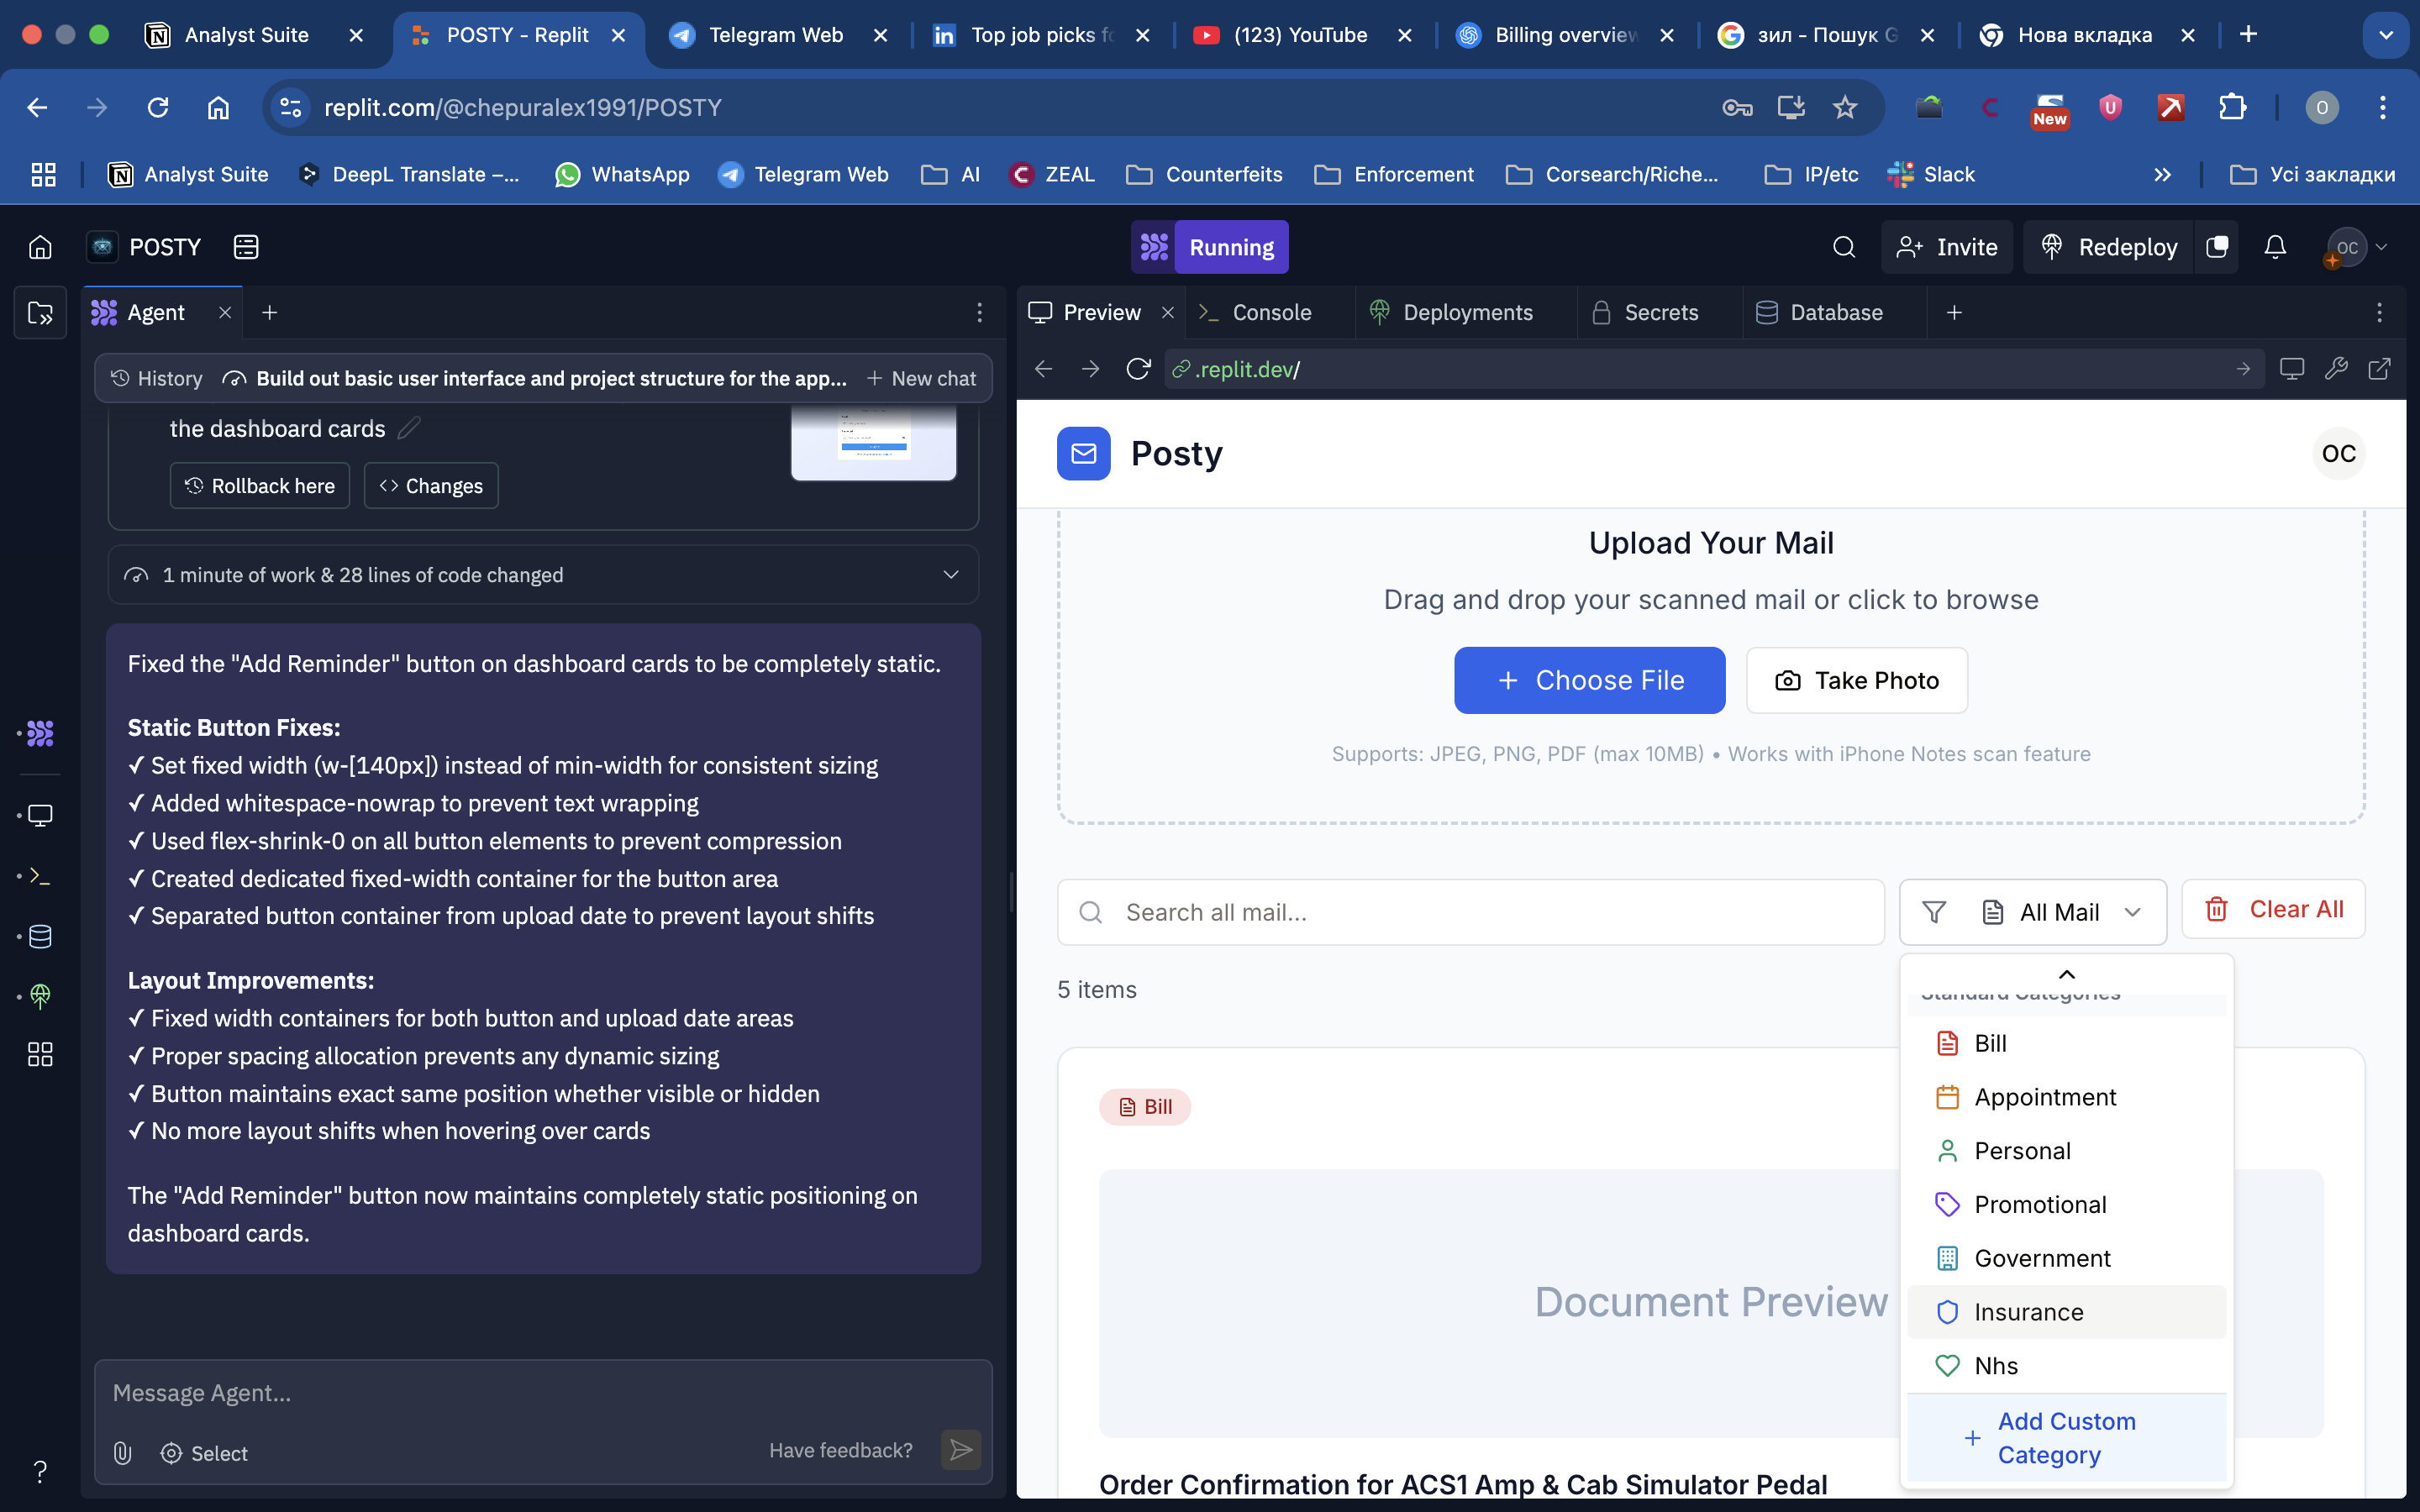 Analyst Suite
POSTY - Replit
Telegram Web
Top job picks fo
(123) YouTube
Billing overview
зил - Пошук G
Нова вкладка
replit.com/@chepuralex1991/POSTY
New
O
Analyst Suite
DeepL Translate –...
WhatsApp
Telegram Web
AI
ZEAL
Counterfeits
Enforcement
Corsearch/Riche...
IP/etc
Slack
Усі закладки
POSTY
Running
Invite
Redeploy
OC
Agent
History
Build out basic user interface and project structure for the app...
New chat
the dashboard cards
Rollback here
Changes
1 minute of work & 28 lines of code changed
Fixed the "Add Reminder" button on dashboard cards to be completely static.
Static Button Fixes:
✓ Set fixed width (w-[140px]) instead of min-width for consistent sizing
✓ Added whitespace-nowrap to prevent text wrapping
✓ Used flex-shrink-0 on all button elements to prevent compression
✓ Created dedicated fixed-width container for the button area
✓ Separated button container from upload date to prevent layout shifts
Layout Improvements:
✓ Fixed width containers for both button and upload date areas
✓ Proper spacing allocation prevents any dynamic sizing
✓ Button maintains exact same position whether visible or hidden
✓ No more layout shifts when hovering over cards
The "Add Reminder" button now maintains completely static positioning on
dashboard cards.
Message Agent...
Select
Have feedback?
Preview
Console
Deployments
Secrets
Database
.replit.dev/
Posty
OC
Upload Your Mail
Drag and drop your scanned mail or click to browse
Choose File
Take Photo
Supports: JPEG, PNG, PDF (max 10MB) • Works with iPhone Notes scan feature
Search all mail...
All Mail
Clear All
5 items
Standard Categories
Bill
Appointment
Personal
Promotional
Government
Insurance
Nhs
Add Custom
Category
Bill
Document Preview
Order Confirmation for ACS1 Amp & Cab Simulator Pedal